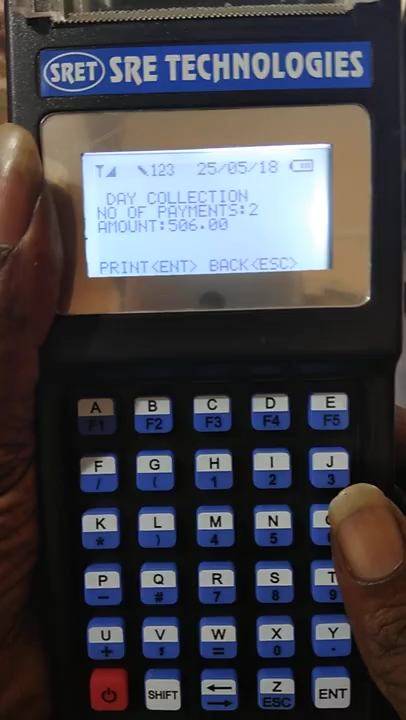 SRET SRE TECHNOLOGIES
123 25/05/18
DAY COLLECTION
NO OF PAYMENTS:2
AMOUNT:506.00
PRINT<ENT> BACK<ESC>
A B C D E
F1 F2 F3 F4 F5
F G H I J
/ ( 1 2 3
K L M N
* ) 4 5
P Q R S T
- # 7 8 9
U V W X Y
+ , = 0 .
SHIFT Z ENT
ESC